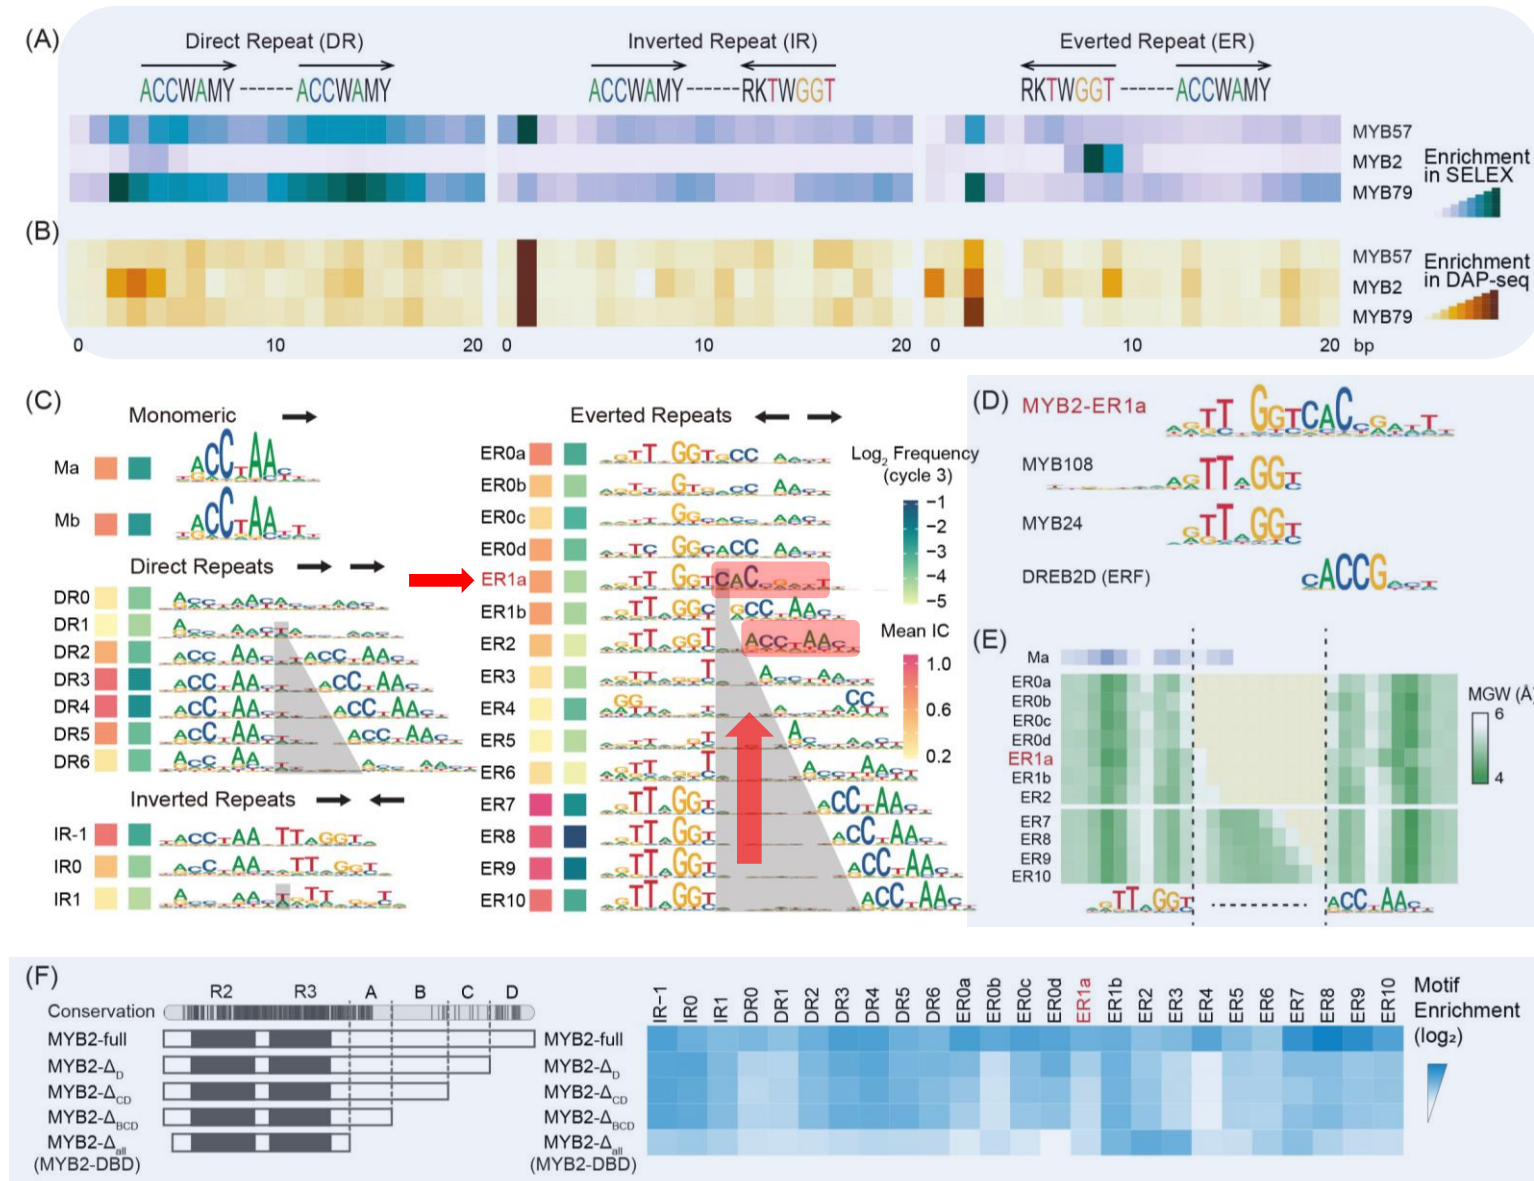 (A) Direct Repeat (DR) Inverted Repeat (IR) Everted Repeat (ER)
ACCWAMY ------ ACCWAMY ACCWAMY ------ RKTWGGT RKTWGGT ------ ACCWAMY
MYB57
MYB2
MYB79
Enrichment
in SELEX
(B)
MYB57
MYB2
MYB79
Enrichment
in DAP-seq
0 10 20 0 10 20 0 10 20 bp
(C)
Monomeric
Ma
Mb
Direct Repeats
DR0
DR1
DR2
DR3
DR4
DR5
DR6
Inverted Repeats
IR-1
IR0
IR1
Everted Repeats
ER0a
ER0b
ER0c
ER0d
ER1a
ER1b
ER2
ER3
ER4
ER5
ER6
ER7
ER8
ER9
ER10
Log₂ Frequency
(cycle 3)
−1
−2
−3
−4
−5
Mean IC
1.0
0.6
0.2
(D)
MYB2-ER1a
MYB108
MYB24
DREB2D (ERF)
(E)
Ma
ER0a
ER0b
ER0c
ER0d
ER1a
ER1b
ER2
ER7
ER8
ER9
ER10
MGW (Å)
6
4
(F)
R2 R3 A B C D
Conservation
MYB2-full
MYB2-Δ_D
MYB2-Δ_CD
MYB2-Δ_BCD
MYB2-Δ_all
(MYB2-DBD)
IR−1 IR0 IR1 DR0 DR1 DR2 DR3 DR4 DR5 DR6 ER0a ER0b ER0c ER0d ER1a ER1b ER2 ER3 ER4 ER5 ER6 ER7 ER8 ER9 ER10
MYB2-full
MYB2-Δ_D
MYB2-Δ_CD
MYB2-Δ_BCD
MYB2-Δ_all
(MYB2-DBD)
Motif
Enrichment
(log₂)